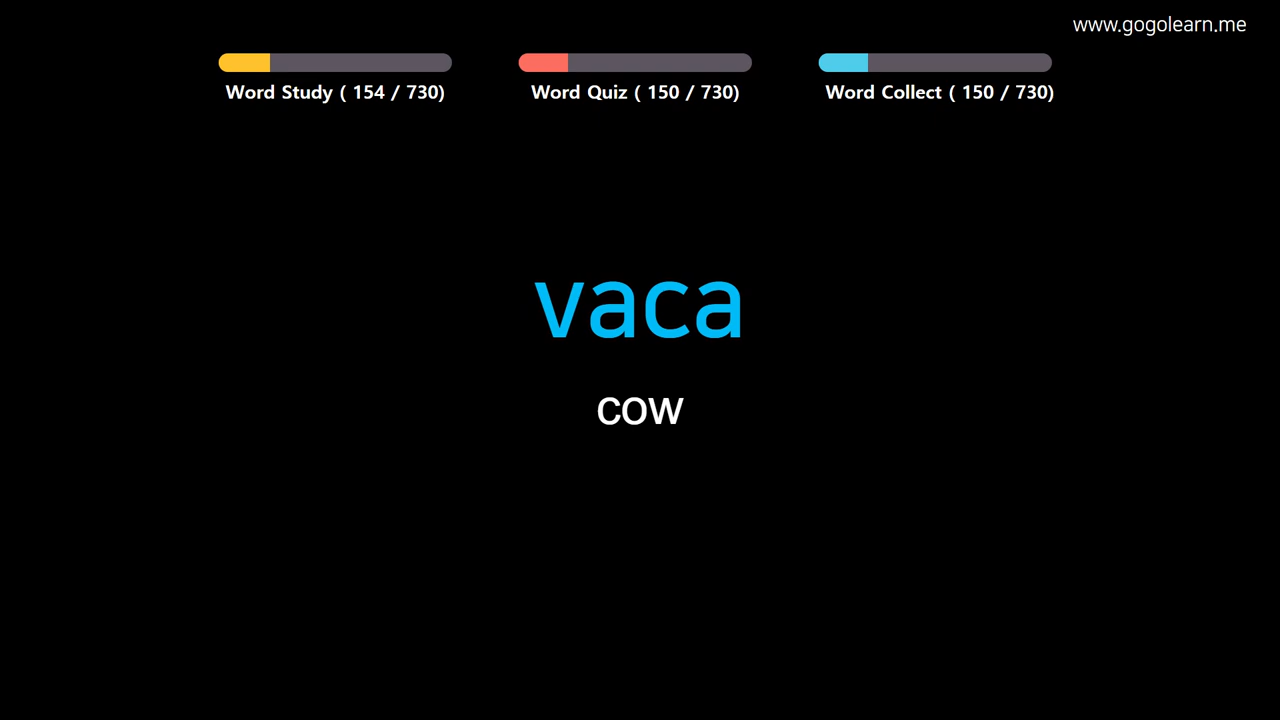 www.gogolearn.me
Word Study ( 154 / 730)
Word Quiz ( 150 / 730)
Word Collect ( 150 / 730)
vaca
cow